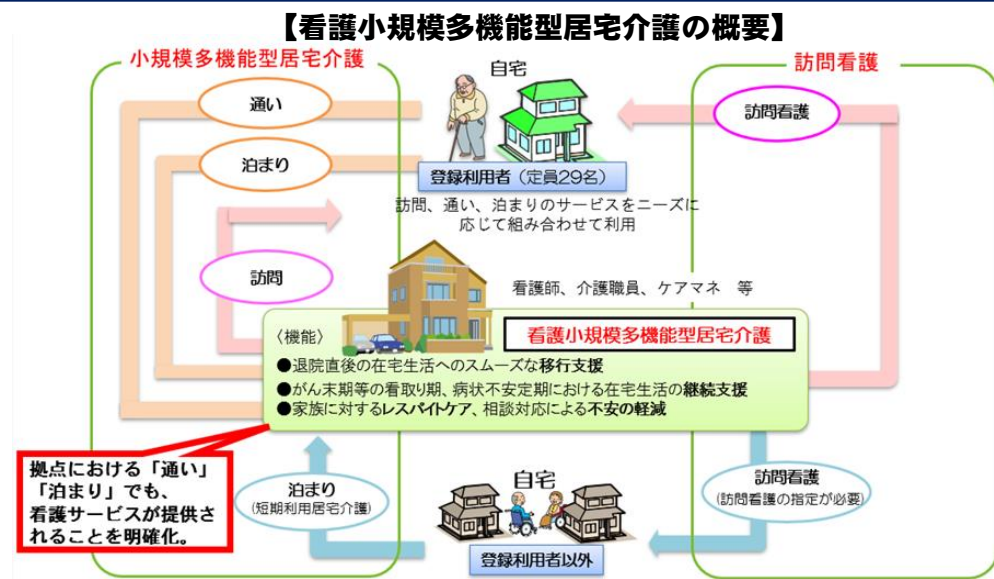 【看護小規模多機能型居宅介護の概要】
小規模多機能型居宅介護
訪問看護
自宅
通い
訪問看護
泊まり
登録利用者（定員29名）
訪問、通い、泊まりのサービスをニーズに
応じて組み合わせて利用
訪問
看護師、介護職員、ケアマネ　等
〈機能〉
看護小規模多機能型居宅介護
●退院直後の在宅生活へのスムーズな移行支援
●がん末期等の看取り期、病状不安定期における在宅生活の継続支援
●家族に対するレスパイトケア、相談対応による不安の軽減
拠点における「通い」
「泊まり」でも、
看護サービスが提供さ
れることを明確化。
泊まり
(短期利用居宅介護)
自宅
訪問看護
(訪問看護の指定が必要)
登録利用者以外